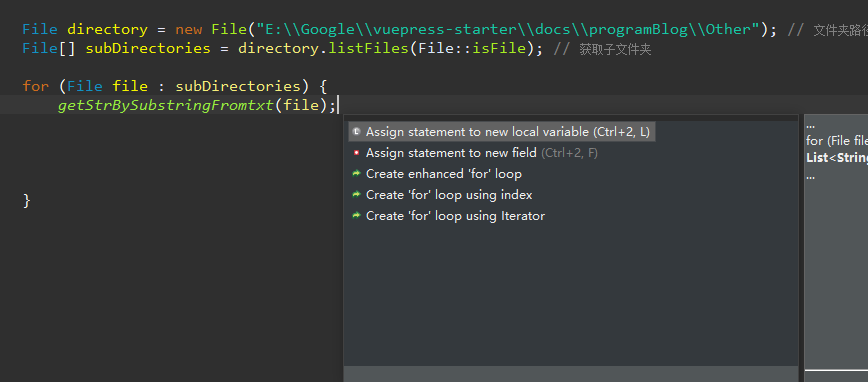 File directory = new File("E:\\Google\\vuepress-starter\\docs\\programBlog\\Other"); // 文件夹路径
File[] subDirectories = directory.listFiles(File::isFile); // 获取子文件夹
for (File file : subDirectories) {
getStrBySubstringFromtxt(file);
Assign statement to new local variable (Ctrl+2, L)
Assign statement to new field (Ctrl+2, F)
Create enhanced 'for' loop
Create 'for' loop using index
Create 'for' loop using Iterator
...
for (File file
List<String
...
}